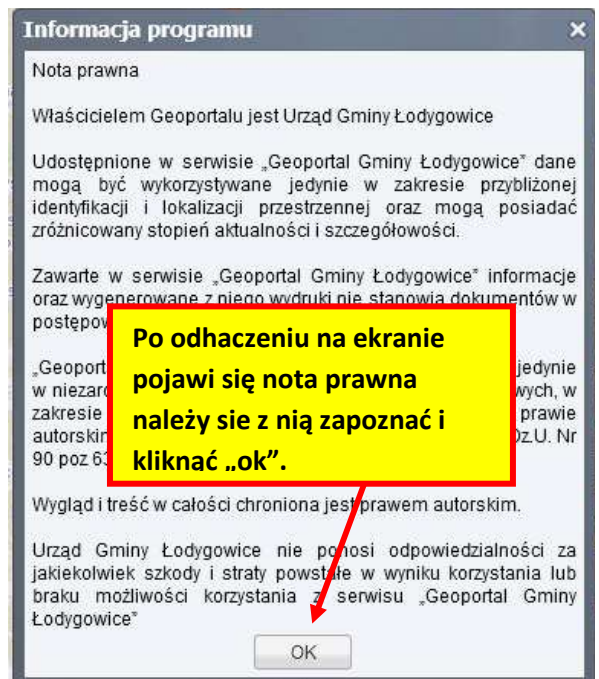 Informacja programu
Nota prawna
Właścicielem Geoportalu jest Urząd Gminy Łodygowice
Udostępnione w serwisie „Geoportal Gminy Łodygowice” dane
mogą być wykorzystywane jedynie w zakresie przybliżonej
identyfikacji i lokalizacji przestrzennej oraz mogą posiadać
zróżnicowany stopień aktualności i szczegółowości.
Zawarte w serwisie „Geoportal Gminy Łodygowice” informacje
oraz wygenerowane z niego wydruki nie stanowią dokumentów w
Po odhaczeniu na ekranie
pojawi się nota prawna
należy sie z nią zapoznać i
kliknać „ok”.
jedynie
w
wych, w
zakresie prawie
Dz.U. Nr
90 poz
Wygląd i treść w całości chroniona jest prawem autorskim.
Urząd Gminy Łodygowice nie ponosi odpowiedzialności za
jakiekolwiek szkody i straty powstałe w wyniku korzystania lub
braku możliwości korzystania z serwisu „Geoportal Gminy
Łodygowice”
OK